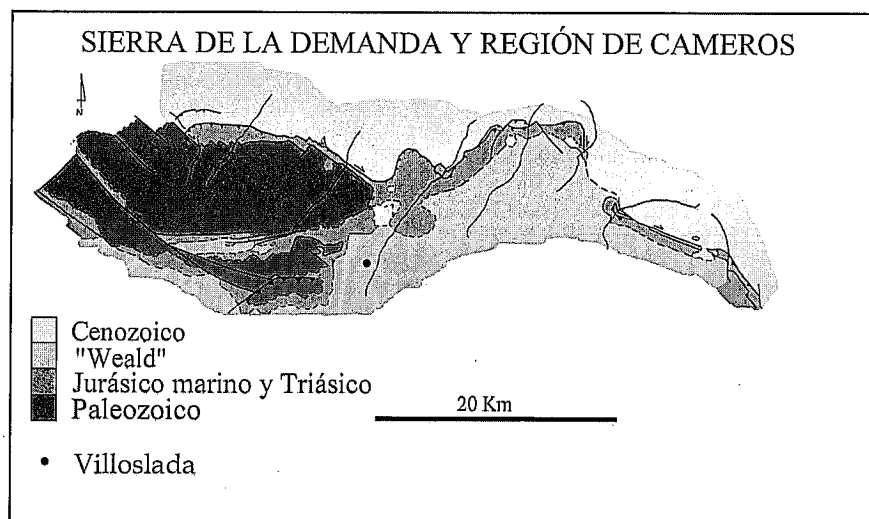 SIERRA DE LA DEMANDA Y REGIÓN DE CAMEROS
N
Cenozoico
"Weald"
Jurásico marino y Triásico
Paleozoico
20 Km
• Villoslada